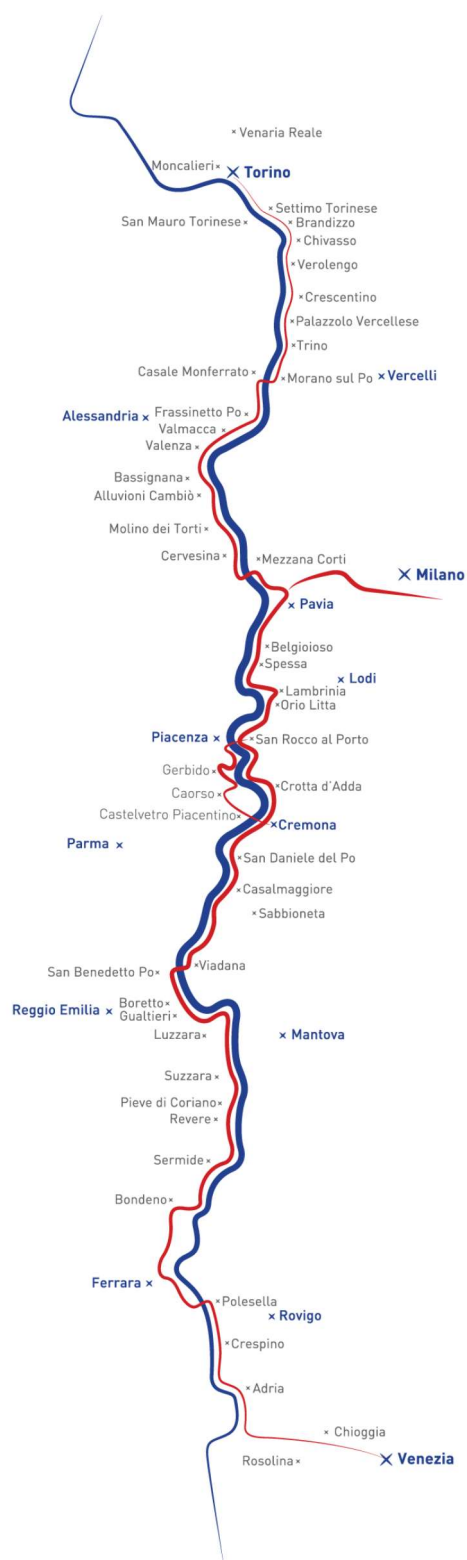 Venaria Reale
Moncalieri
Torino
Settimo Torinese
San Mauro Torinese
Brandizzo
Chivasso
Verolengo
Crescentino
Palazzolo Vercellese
Trino
Casale Monferrato
Morano sul Po
Vercelli
Alessandria
Frassinetto Po
Valmacca
Valenza
Bassignana
Alluvioni Cambiò
Molino dei Torti
Cervesina
Mezzana Corti
Milano
Pavia
Belgioioso
Spessa
Lodi
Lambrinia
Orio Litta
Piacenza
San Rocco al Porto
Gerbido
Crotta d'Adda
Caorso
Castelvetro Piacentino
Cremona
Parma
San Daniele del Po
Casalmaggiore
Sabbioneta
Viadana
San Benedetto Po
Boretto
Reggio Emilia
Gualtieri
Luzzara
Mantova
Suzzara
Pieve di Coriano
Revere
Sermide
Bondeno
Ferrara
Polesella
Rovigo
Crespino
Adria
Chioggia
Venezia
Rosolina